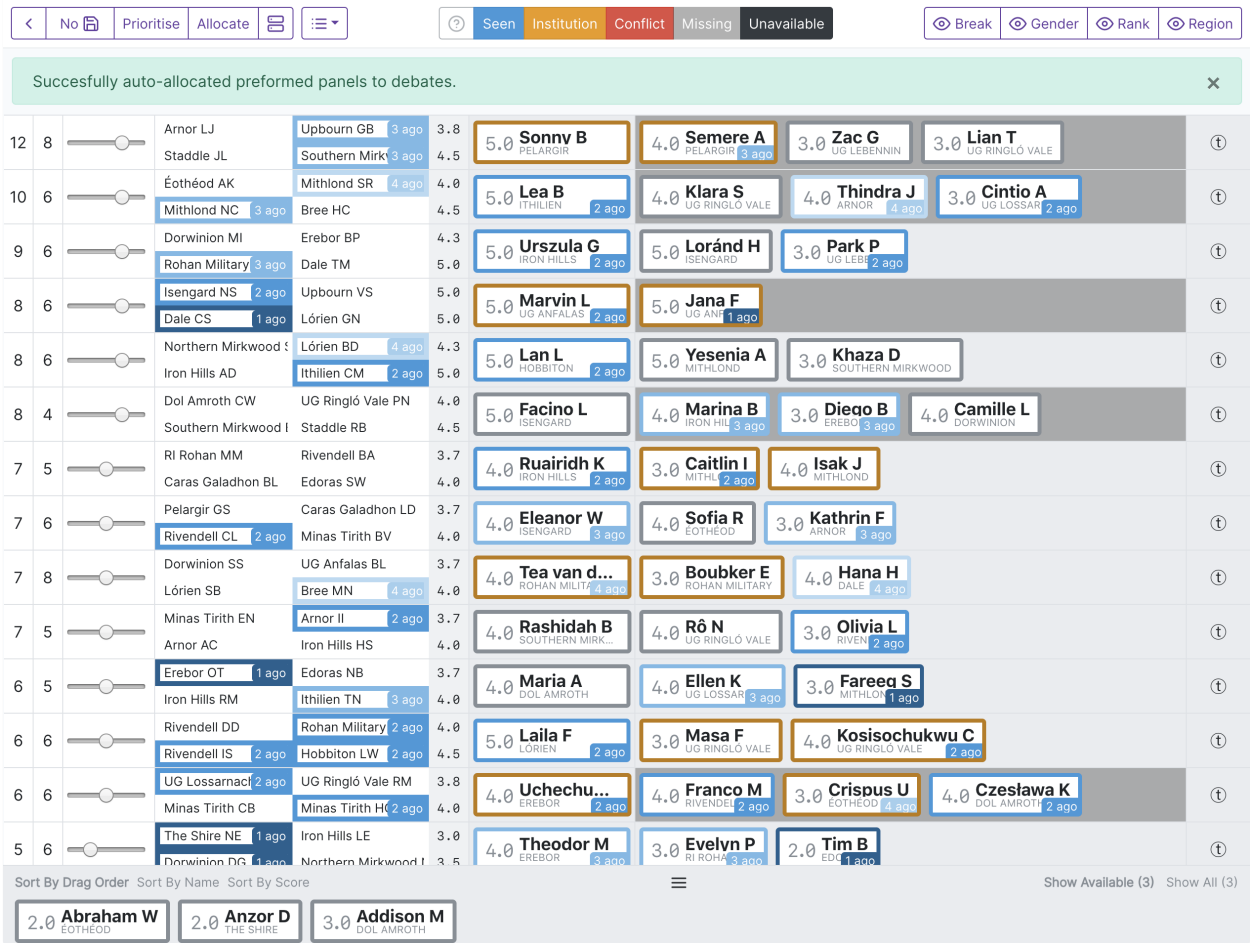 No Prioritise Allocate ? Seen Institution Conflict Missing Unavailable Break Gender Rank Region
Succesfully auto-allocated preformed panels to debates. ×
12 8 Arnor LJ Upbourn GB 3 ago 3.8 5.0 Sonny B PELARGIR 4.0 Semere A PELARGIR 3 ago 3.0 Zac G UG LEBENNIN 3.0 Lian T UG RINGLÓ VALE t
Staddle JL Southern Mirkv 3 ago 4.5
10 6 Éothéod AK Mithlond SR 4 ago 4.0 5.0 Lea B ITHILIEN 2 ago 4.0 Klara S UG RINGLÓ VALE 4.0 Thindra J ARNOR 4 ago 3.0 Cintio A UG LOSSAR 2 ago t
Mithlond NC 3 ago Bree HC 4.5
9 6 Dorwinion MI Erebor BP 4.3 5.0 Urszula G IRON HILLS 2 ago 5.0 Loránd H ISENGARD 3.0 Park P UG LEBE 2 ago t
Rohan Military 3 ago Dale TM 5.0
8 6 Isengard NS 2 ago Upbourn VS 5.0 5.0 Marvin L UG ANFALAS 2 ago 5.0 Jana F UG ANF 1 ago t
Dale CS 1 ago Lórien GN 5.0
8 6 Northern Mirkwood S Lórien BD 4 ago 4.3 5.0 Lan L HOBBITON 2 ago 5.0 Yesenia A MITHLOND 3.0 Khaza D SOUTHERN MIRKWOOD t
Iron Hills AD Ithilien CM 2 ago 5.0
8 4 Dol Amroth CW UG Ringló Vale PN 4.0 5.0 Facino L ISENGARD 4.0 Marina B IRON HIL 3 ago 3.0 Diego B EREBO 3 ago 4.0 Camille L DORWINION t
Southern Mirkwood Staddle RB 4.5
7 5 RI Rohan MM Rivendell BA 3.7 4.0 Ruairidh K IRON HILLS 2 ago 3.0 Caitlin I MITHL 2 ago 4.0 Isak J MITHLOND t
Caras Galadhon BL Edoras SW 4.0
7 6 Pelargir GS Caras Galadhon LD 3.7 4.0 Eleanor W ISENGARD 3 ago 4.0 Sofia R ÉOTHÉOD 3.0 Kathrin F ARNOR 3 ago t
Rivendell CL 2 ago Minas Tirith BV 4.0
7 8 Dorwinion SS UG Anfalas BL 3.7 4.0 Tea van d... ROHAN MILITA 4 ago 3.0 Boubker E ROHAN MILITARY 4.0 Hana H DALE 4 ago t
Lórien SB Bree MN 4 ago 4.0
7 5 Minas Tirith EN Arnor II 2 ago 3.7 4.0 Rashidah B SOUTHERN MIRK... 4.0 Rô N UG RINGLÓ VALE 3.0 Olivia L RIVEN 2 ago t
Arnor AC Iron Hills HS 4.0
6 5 Erebor OT 1 ago Edoras NB 3.7 4.0 Maria A DOL AMROTH 4.0 Ellen K UG LOSSAR 3 ago 3.0 Fareeq S MITHLON 1 ago t
Iron Hills RM Ithilien TN 3 ago 4.0
6 6 Rivendell DD Rohan Military 2 ago 4.0 5.0 Laila F LÓRIEN 2 ago 3.0 Masa F UG RINGLÓ VALE 4.0 Kosisochukwu C UG RINGLÓ VALE 2 ago t
Rivendell IS 2 ago Hobbiton LW 2 ago 4.5
6 6 UG Lossarnach 2 ago UG Ringló Vale RM 3.8 4.0 Uchechu... EREBOR 2 ago 4.0 Franco M RIVENDEL 2 ago 3.0 Crispus U ÉOTHÉOD 4 ago 4.0 Czesława K DOL AMROTH 2 ago t
Minas Tirith CB Minas Tirith HC 2 ago 4.0
5 6 The Shire NE 1 ago Iron Hills LE 3.0 4.0 Theodor M EREBOR 3 ago 3.0 Evelyn P RI ROHA 3 ago 2.0 Tim B EDO 1 ago t
Dorwinion DG 1 ago Northern Mirkwood 3.5
Sort By Drag Order Sort By Name Sort By Score Show Available (3) Show All (3)
2.0 Abraham W ÉOTHÉOD 2.0 Anzor D THE SHIRE 3.0 Addison M DOL AMROTH